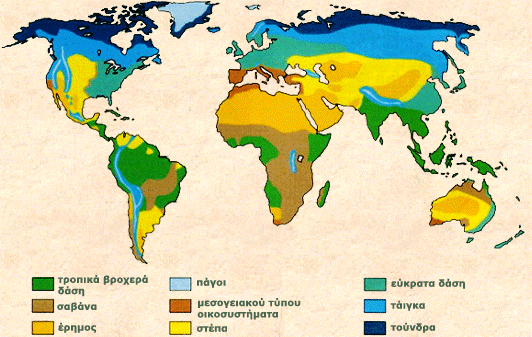 τροπικά βροχερά
δάση
σαβάνα
έρημος
πάγοι
μεσογειακού τύπου
οικοσυστήματα
στέπα
εύκρατα δάση
τάιγκα
τούνδρα